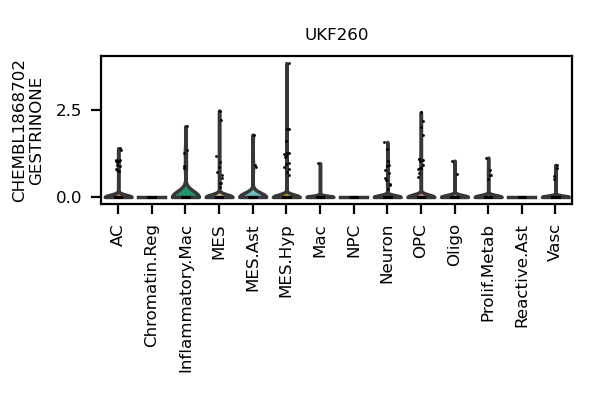 UKF260
CHEMBL1868702
GESTRINONE
2.5
0.0
AC
Chromatin.Reg
Inflammatory.Mac
MES
MES.Ast
MES.Hyp
Mac
NPC
Neuron
OPC
Oligo
Prolif.Metab
Reactive.Ast
Vasc